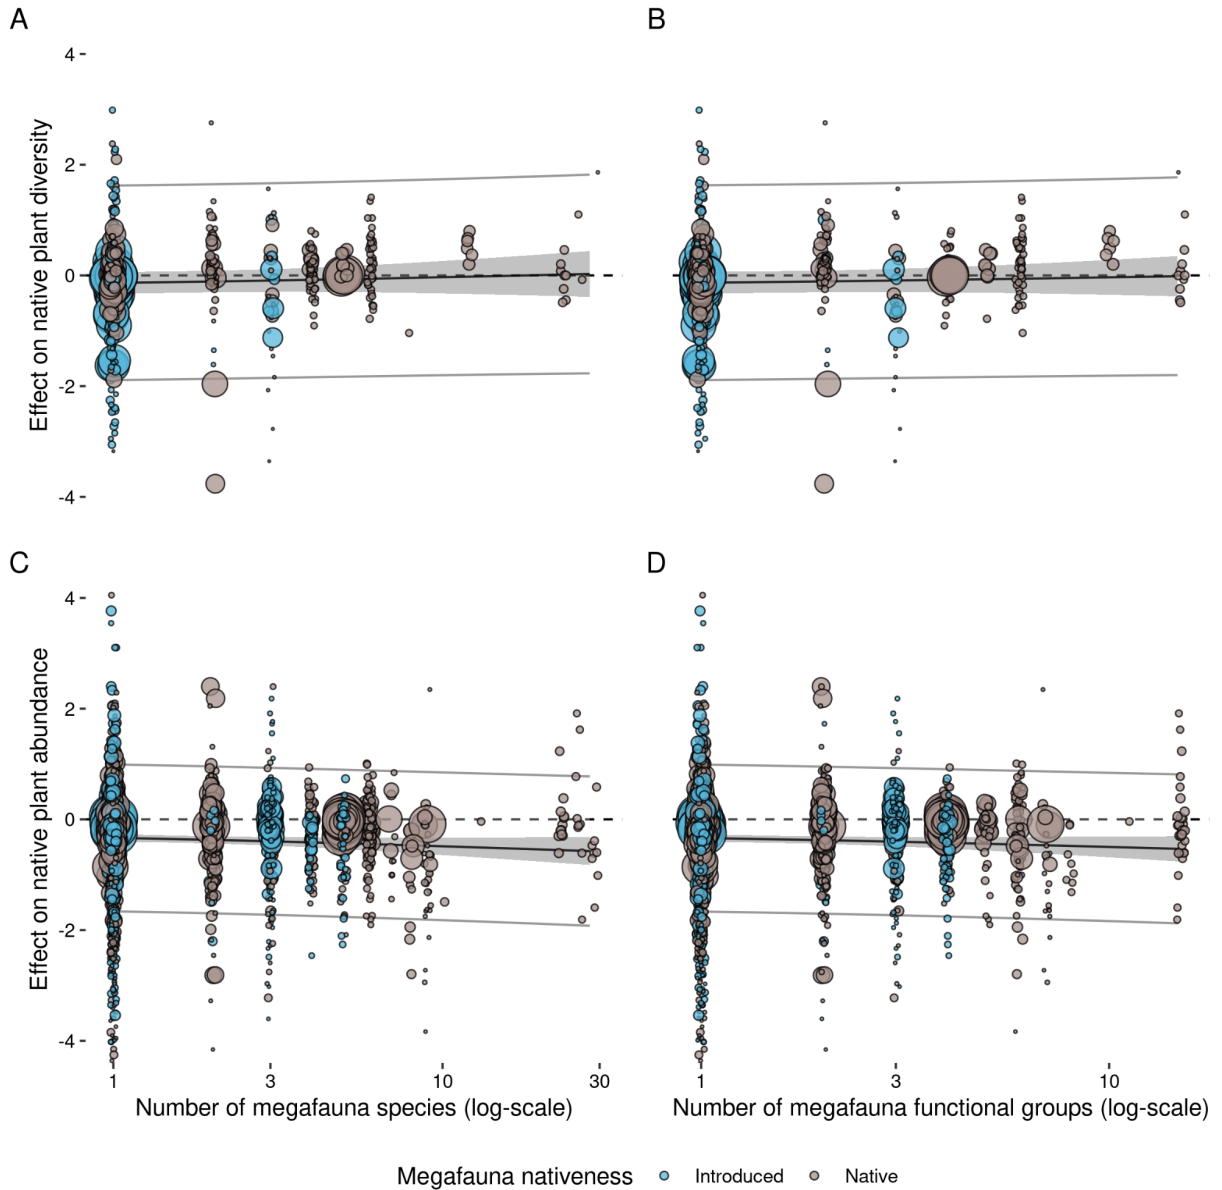 A
B
4
2
0
-2
-4
Effect on native plant diversity
C
D
4
2
0
-2
-4
Effect on native plant abundance
1
3
10
30
1
3
10
Number of megafauna species (log-scale)
Number of megafauna functional groups (log-scale)
Megafauna nativeness
Introduced
Native